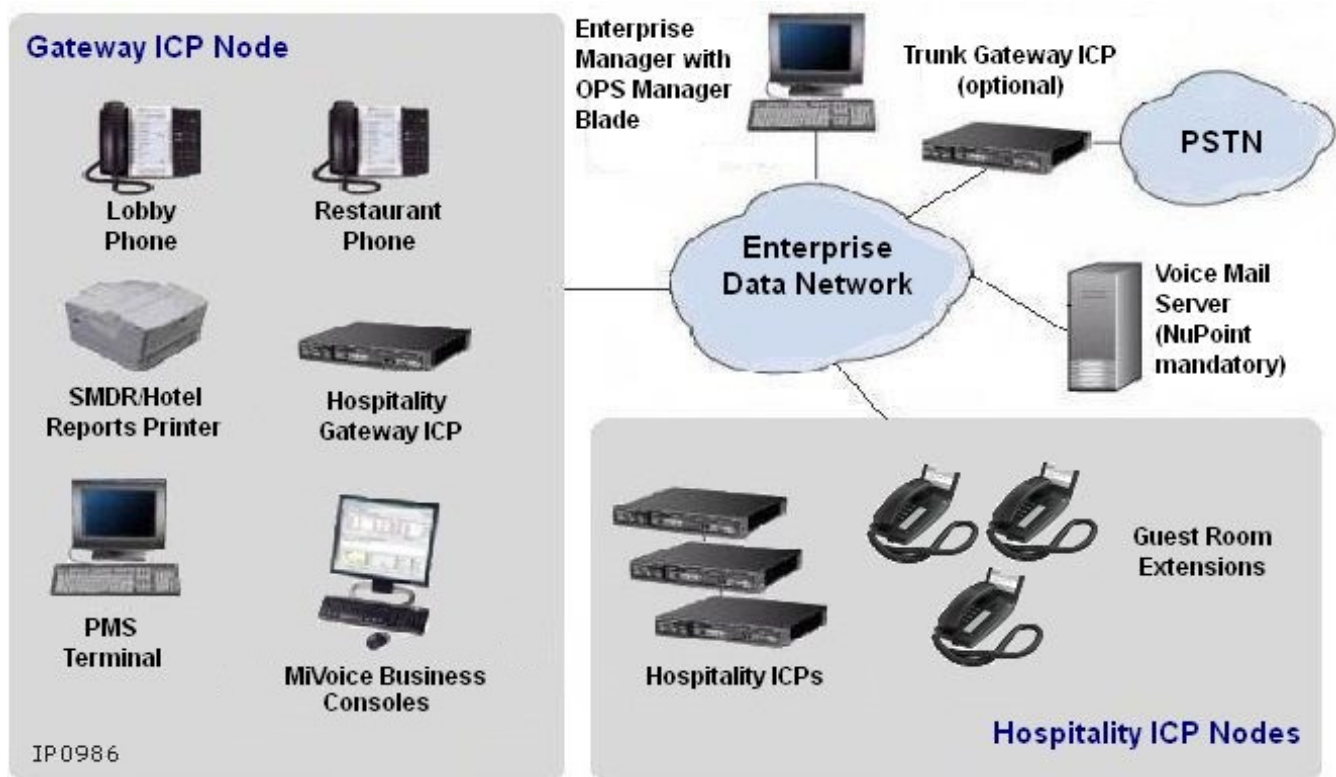 Gateway ICP Node
Lobby
Phone
Restaurant
Phone
SMDR/Hotel
Reports Printer
Hospitality
Gateway ICP
PMS
Terminal
MiVoice Business
Consoles
IP0986
Enterprise
Manager with
OPS Manager
Blade
Trunk Gateway ICP
(optional)
PSTN
Enterprise
Data Network
Voice Mail
Server
(NuPoint
mandatory)
Guest Room
Extensions
Hospitality ICPs
Hospitality ICP Nodes